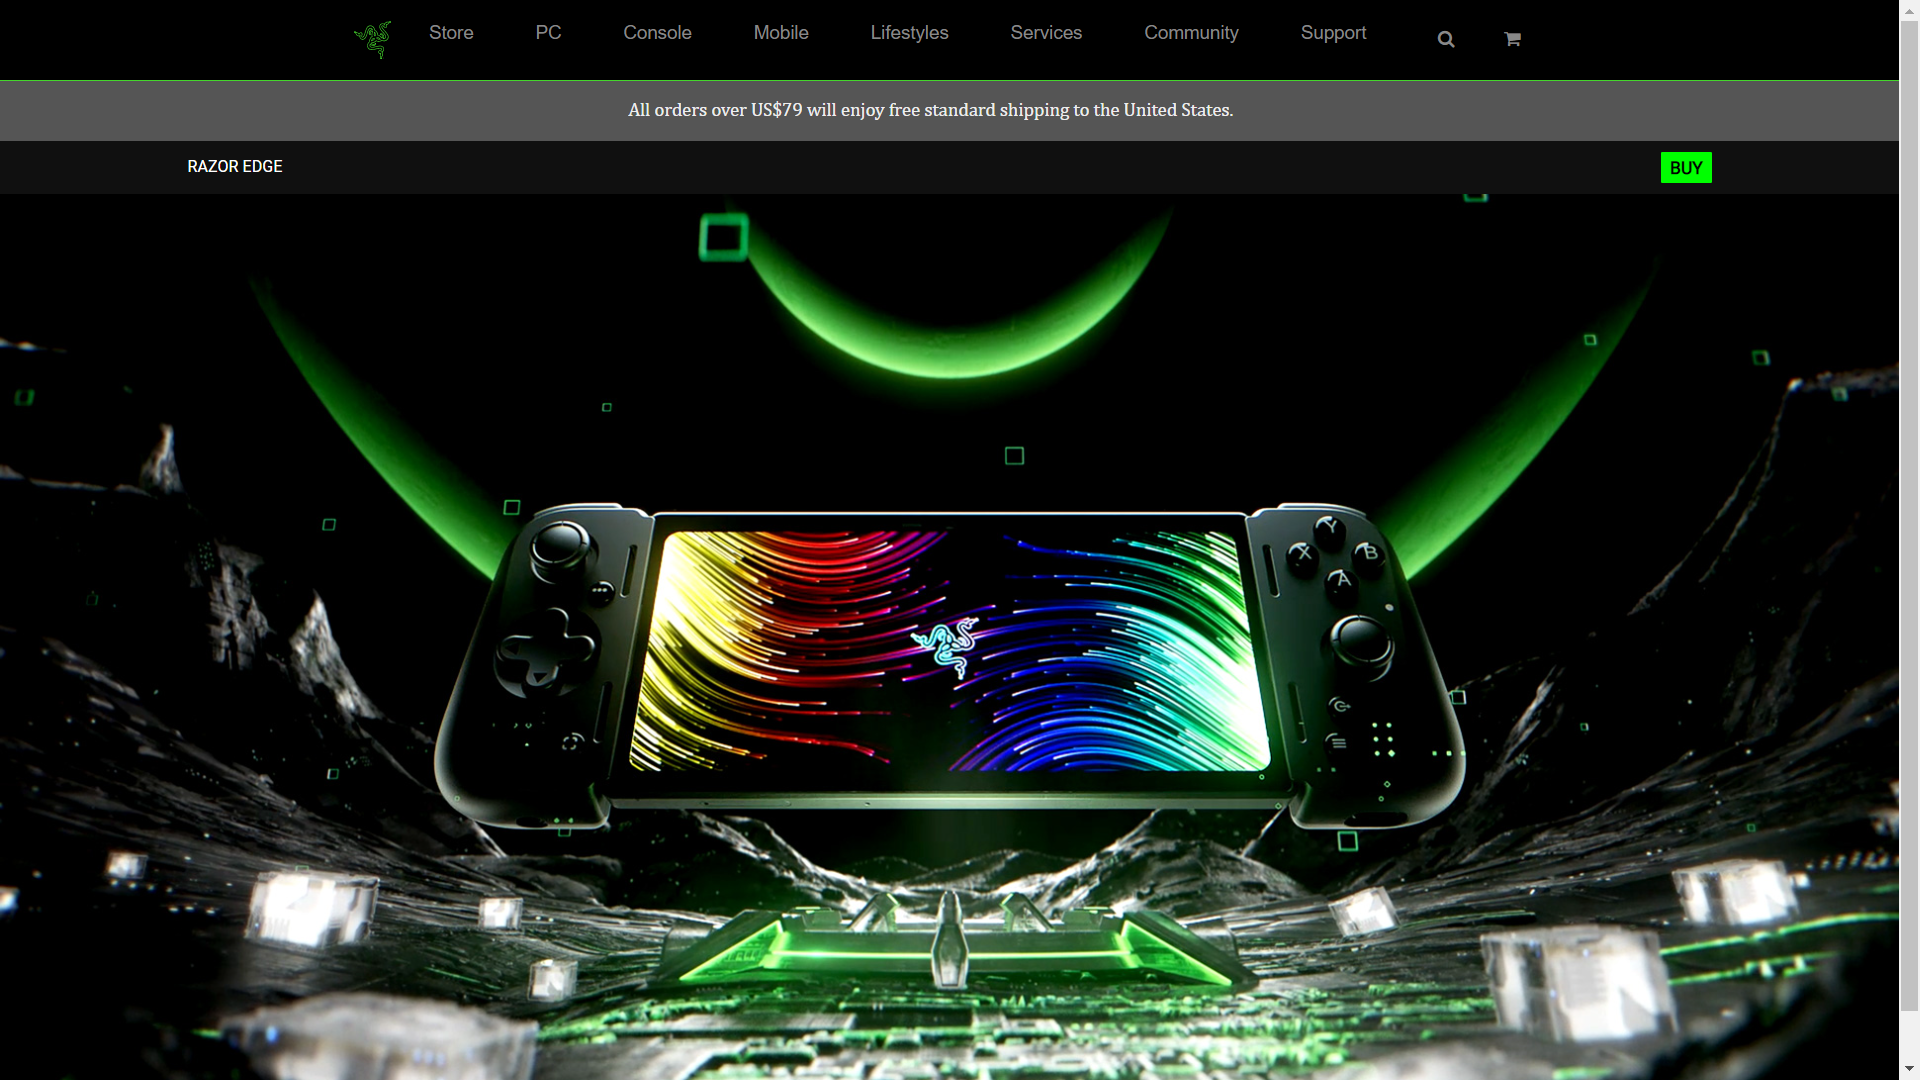 Store PC Console Mobile Lifestyles Services Community Support
All orders over US$79 will enjoy free standard shipping to the United States.
RAZOR EDGE BUY
Y
X B
A